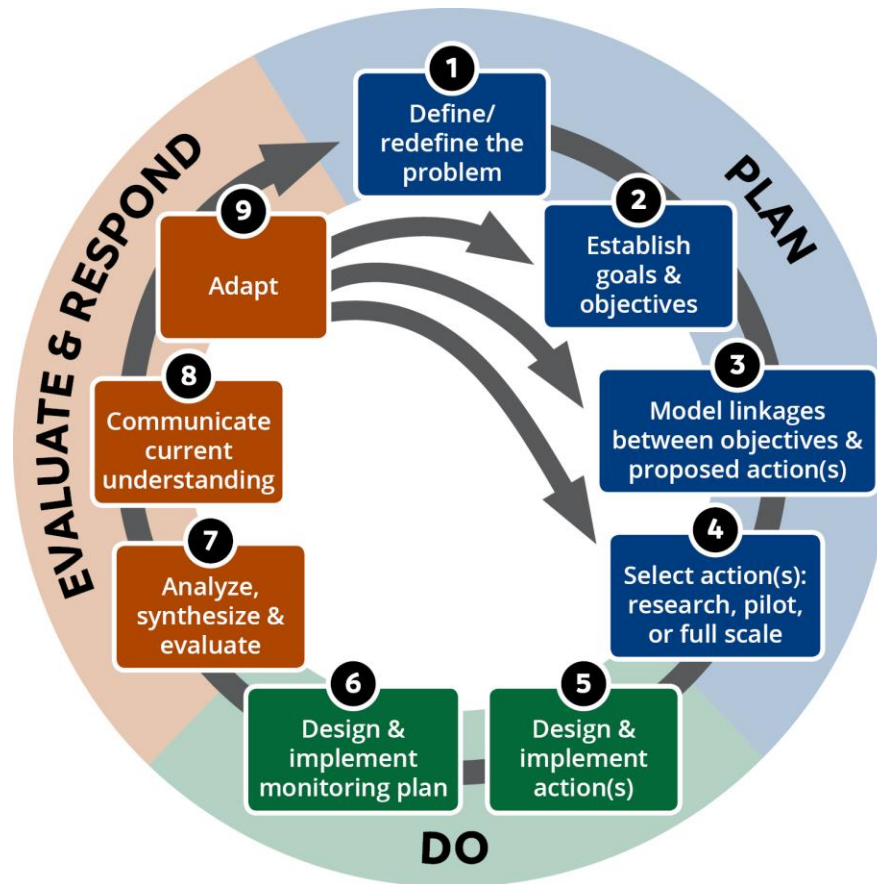 1
Define/
redefine the
problem
2
Establish
goals &
objectives
3
Model linkages
between objectives &
proposed action(s)
4
Select action(s):
research, pilot,
or full scale
5
Design &
implement
action(s)
6
Design &
implement
monitoring plan
7
Analyze,
synthesize &
evaluate
8
Communicate
current
understanding
9
Adapt
PLAN
DO
EVALUATE & RESPOND